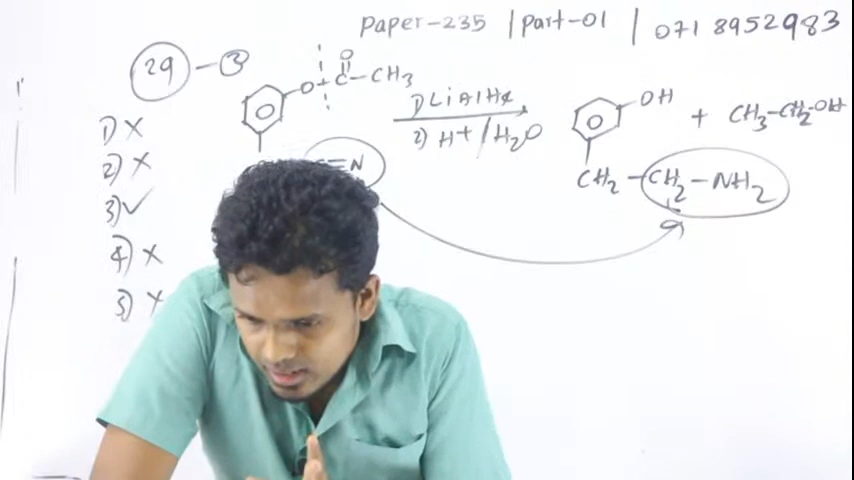 Paper-235 | Part-01 | 071 8952983
29 - 3
O C-CH3
O
1) LiAlH4
2) H+/H2O
OH
+ CH3-CH2-OH
O
1) X
2) X
3) ✓
4) X
5) X
≡N
CH2-CH2-NH2